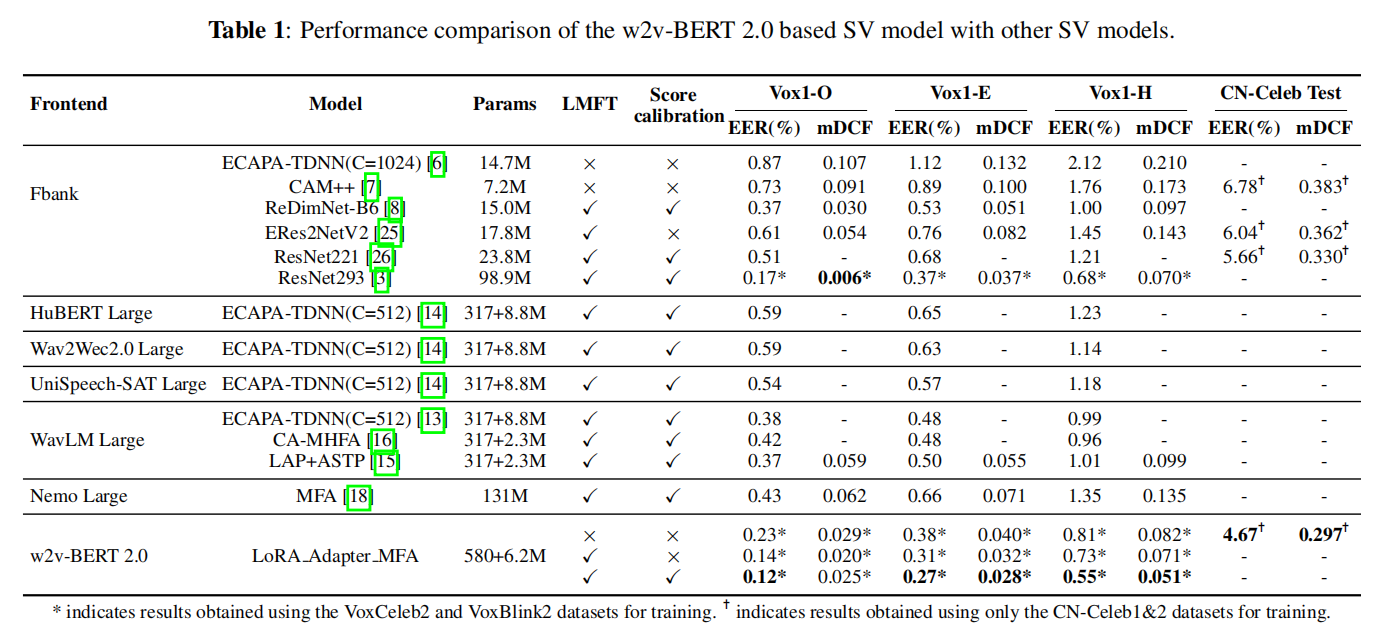 Table 1: Performance comparison of the w2v-BERT 2.0 based SV model with other SV models.
Frontend Model Params LMFT Score calibration Vox1-O Vox1-E Vox1-H CN-Celeb Test
EER(%) mDCF EER(%) mDCF EER(%) mDCF EER(%) mDCF
Fbank
ECAPA-TDNN(C=1024) [6] 14.7M × × 0.87 0.107 1.12 0.132 2.12 0.210 - -
CAM++ [7] 7.2M × × 0.73 0.091 0.89 0.100 1.76 0.173 6.78† 0.383†
ReDimNet-B6 [8] 15.0M ✓ ✓ 0.37 0.030 0.53 0.051 1.00 0.097 - -
ERes2NetV2 [25] 17.8M ✓ × 0.61 0.054 0.76 0.082 1.45 0.143 6.04† 0.362†
ResNet221 [26] 23.8M ✓ ✓ 0.51 - 0.68 - 1.21 - 5.66† 0.330†
ResNet293 [3] 98.9M ✓ ✓ 0.17* 0.006* 0.37* 0.037* 0.68* 0.070* - -
HuBERT Large ECAPA-TDNN(C=512) [14] 317+8.8M ✓ ✓ 0.59 - 0.65 - 1.23 - - -
Wav2Wec2.0 Large ECAPA-TDNN(C=512) [14] 317+8.8M ✓ ✓ 0.59 - 0.63 - 1.14 - - -
UniSpeech-SAT Large ECAPA-TDNN(C=512) [14] 317+8.8M ✓ ✓ 0.54 - 0.57 - 1.18 - - -
WavLM Large
ECAPA-TDNN(C=512) [13] 317+8.8M ✓ ✓ 0.38 - 0.48 - 0.99 - - -
CA-MHFA [16] 317+2.3M ✓ ✓ 0.42 - 0.48 - 0.96 - - -
LAP+ASTP [15] 317+2.3M ✓ ✓ 0.37 0.059 0.50 0.055 1.01 0.099 - -
Nemo Large MFA [18] 131M ✓ ✓ 0.43 0.062 0.66 0.071 1.35 0.135 - -
w2v-BERT 2.0 LoRA_Adapter_MFA 580+6.2M
× × 0.23* 0.029* 0.38* 0.040* 0.81* 0.082* 4.67† 0.297†
✓ × 0.14* 0.020* 0.31* 0.032* 0.73* 0.071* - -
✓ ✓ 0.12* 0.025* 0.27* 0.028* 0.55* 0.051* - -
* indicates results obtained using the VoxCeleb2 and VoxBlink2 datasets for training. † indicates results obtained using only the CN-Celeb1&2 datasets for training.